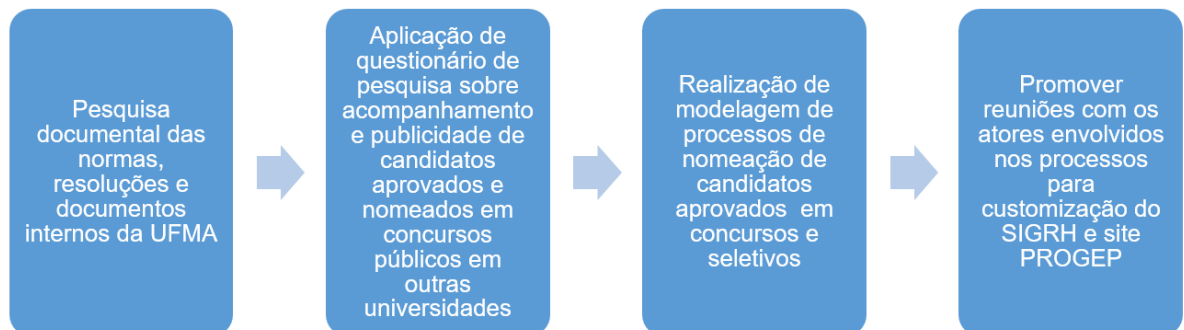 Pesquisa
documental das
normas,
resoluções e
documentos
internos da UFMA
Aplicação de
questionário de
pesquisa sobre
acompanhamento
e publicidade de
candidatos
aprovados e
nomeados em
concursos
públicos em
outras
universidades
Realização de
modelagem de
processos de
nomeação de
candidatos
aprovados em
concursos e
seletivos
Promover
reuniões com os
atores envolvidos
nos processos
para
customização do
SIGRH e site
PROGEP